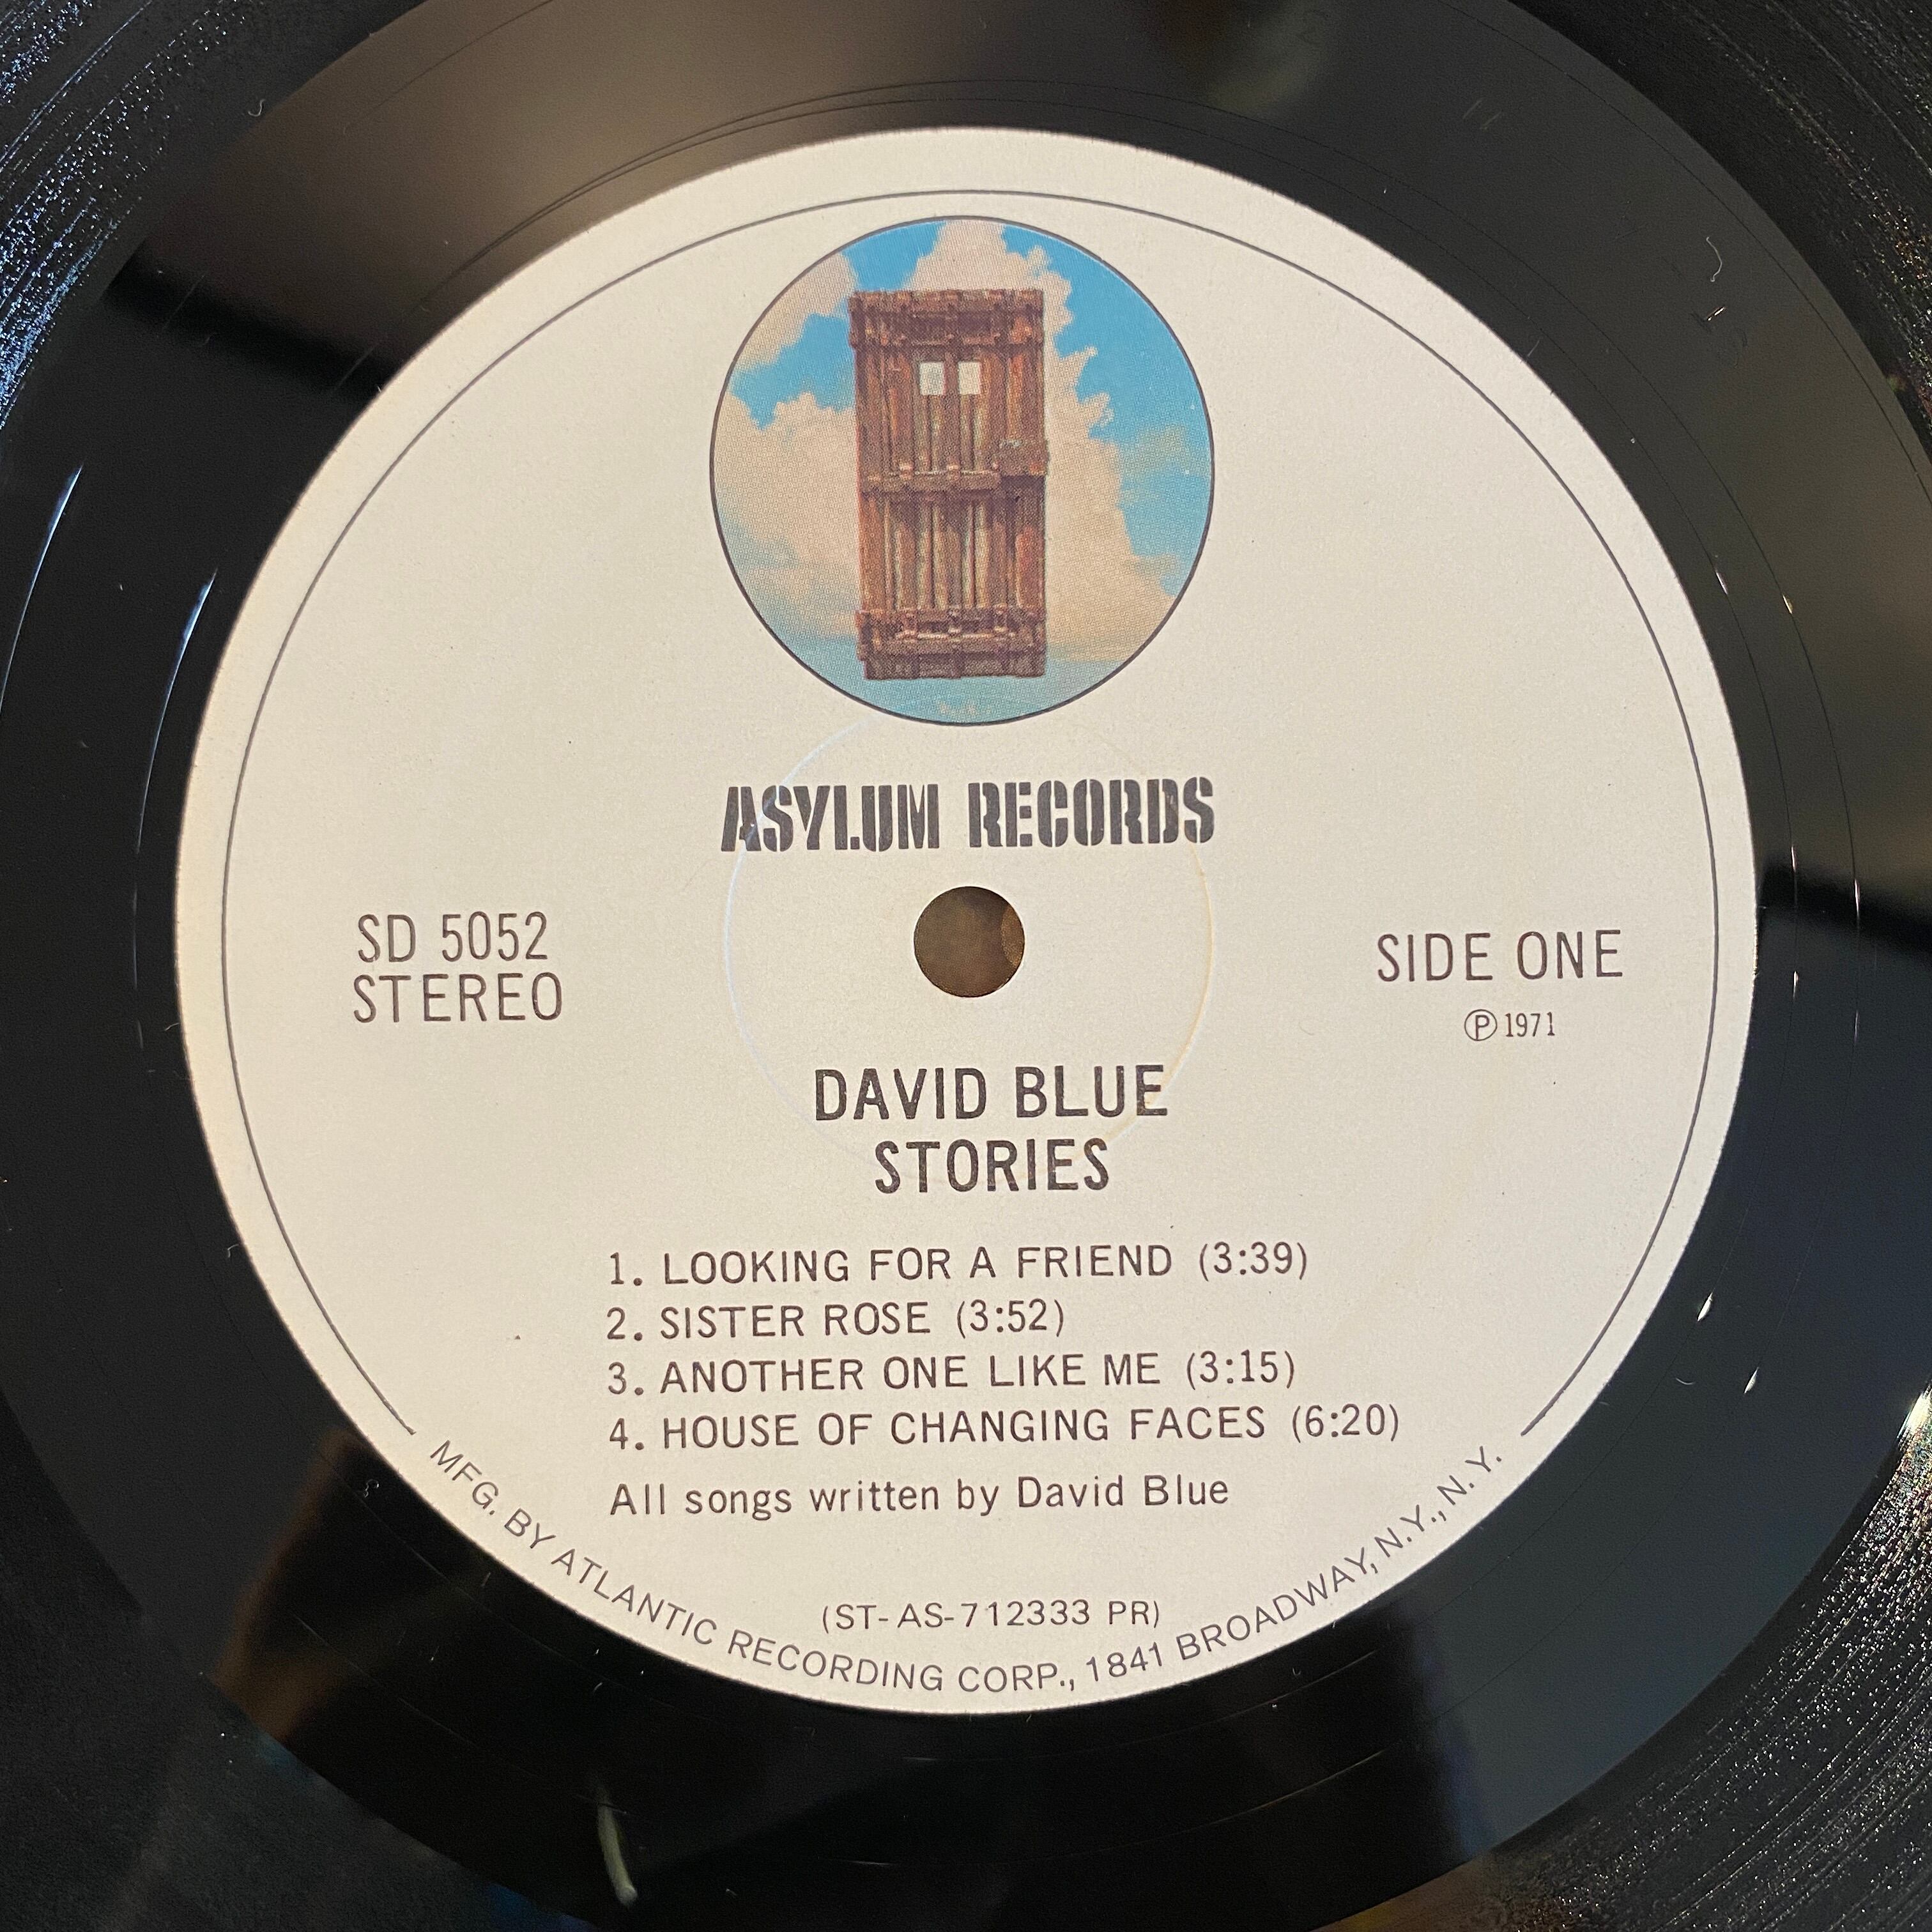 ASYLUM RECORDS
SD 5052
STEREO
SIDE ONE
Ⓟ 1971
DAVID BLUE
STORIES
1. LOOKING FOR A FRIEND (3:39)
2. SISTER ROSE (3:52)
3. ANOTHER ONE LIKE ME (3:15)
4. HOUSE OF CHANGING FACES (6:20)
All songs written by David Blue
(ST-AS-712333 PR)
MFG. BY ATLANTIC RECORDING CORP., 1841 BROADWAY, N.Y., N.Y.